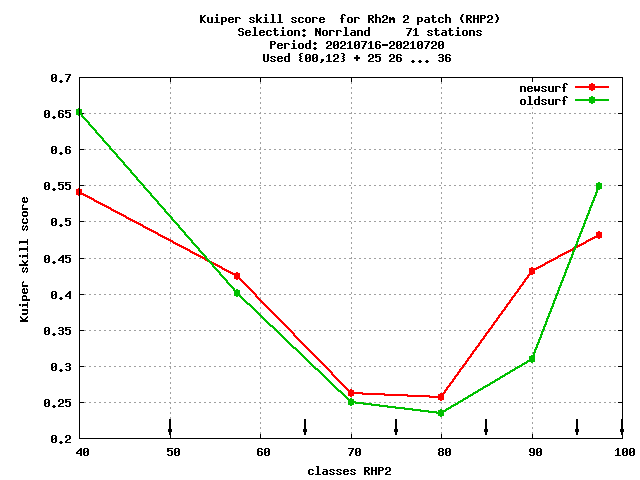 Kuiper skill score  for Rh2m 2 patch (RHP2)
Selection: Norrland     71 stations
Period: 20210716-20210720
Used {00,12} + 25 26 ... 36
newsurf
oldsurf
0.7
0.65
0.6
0.55
0.5
0.45
0.4
0.35
0.3
0.25
0.2
Kuiper skill score
40 50 60 70 80 90 100
classes RHP2